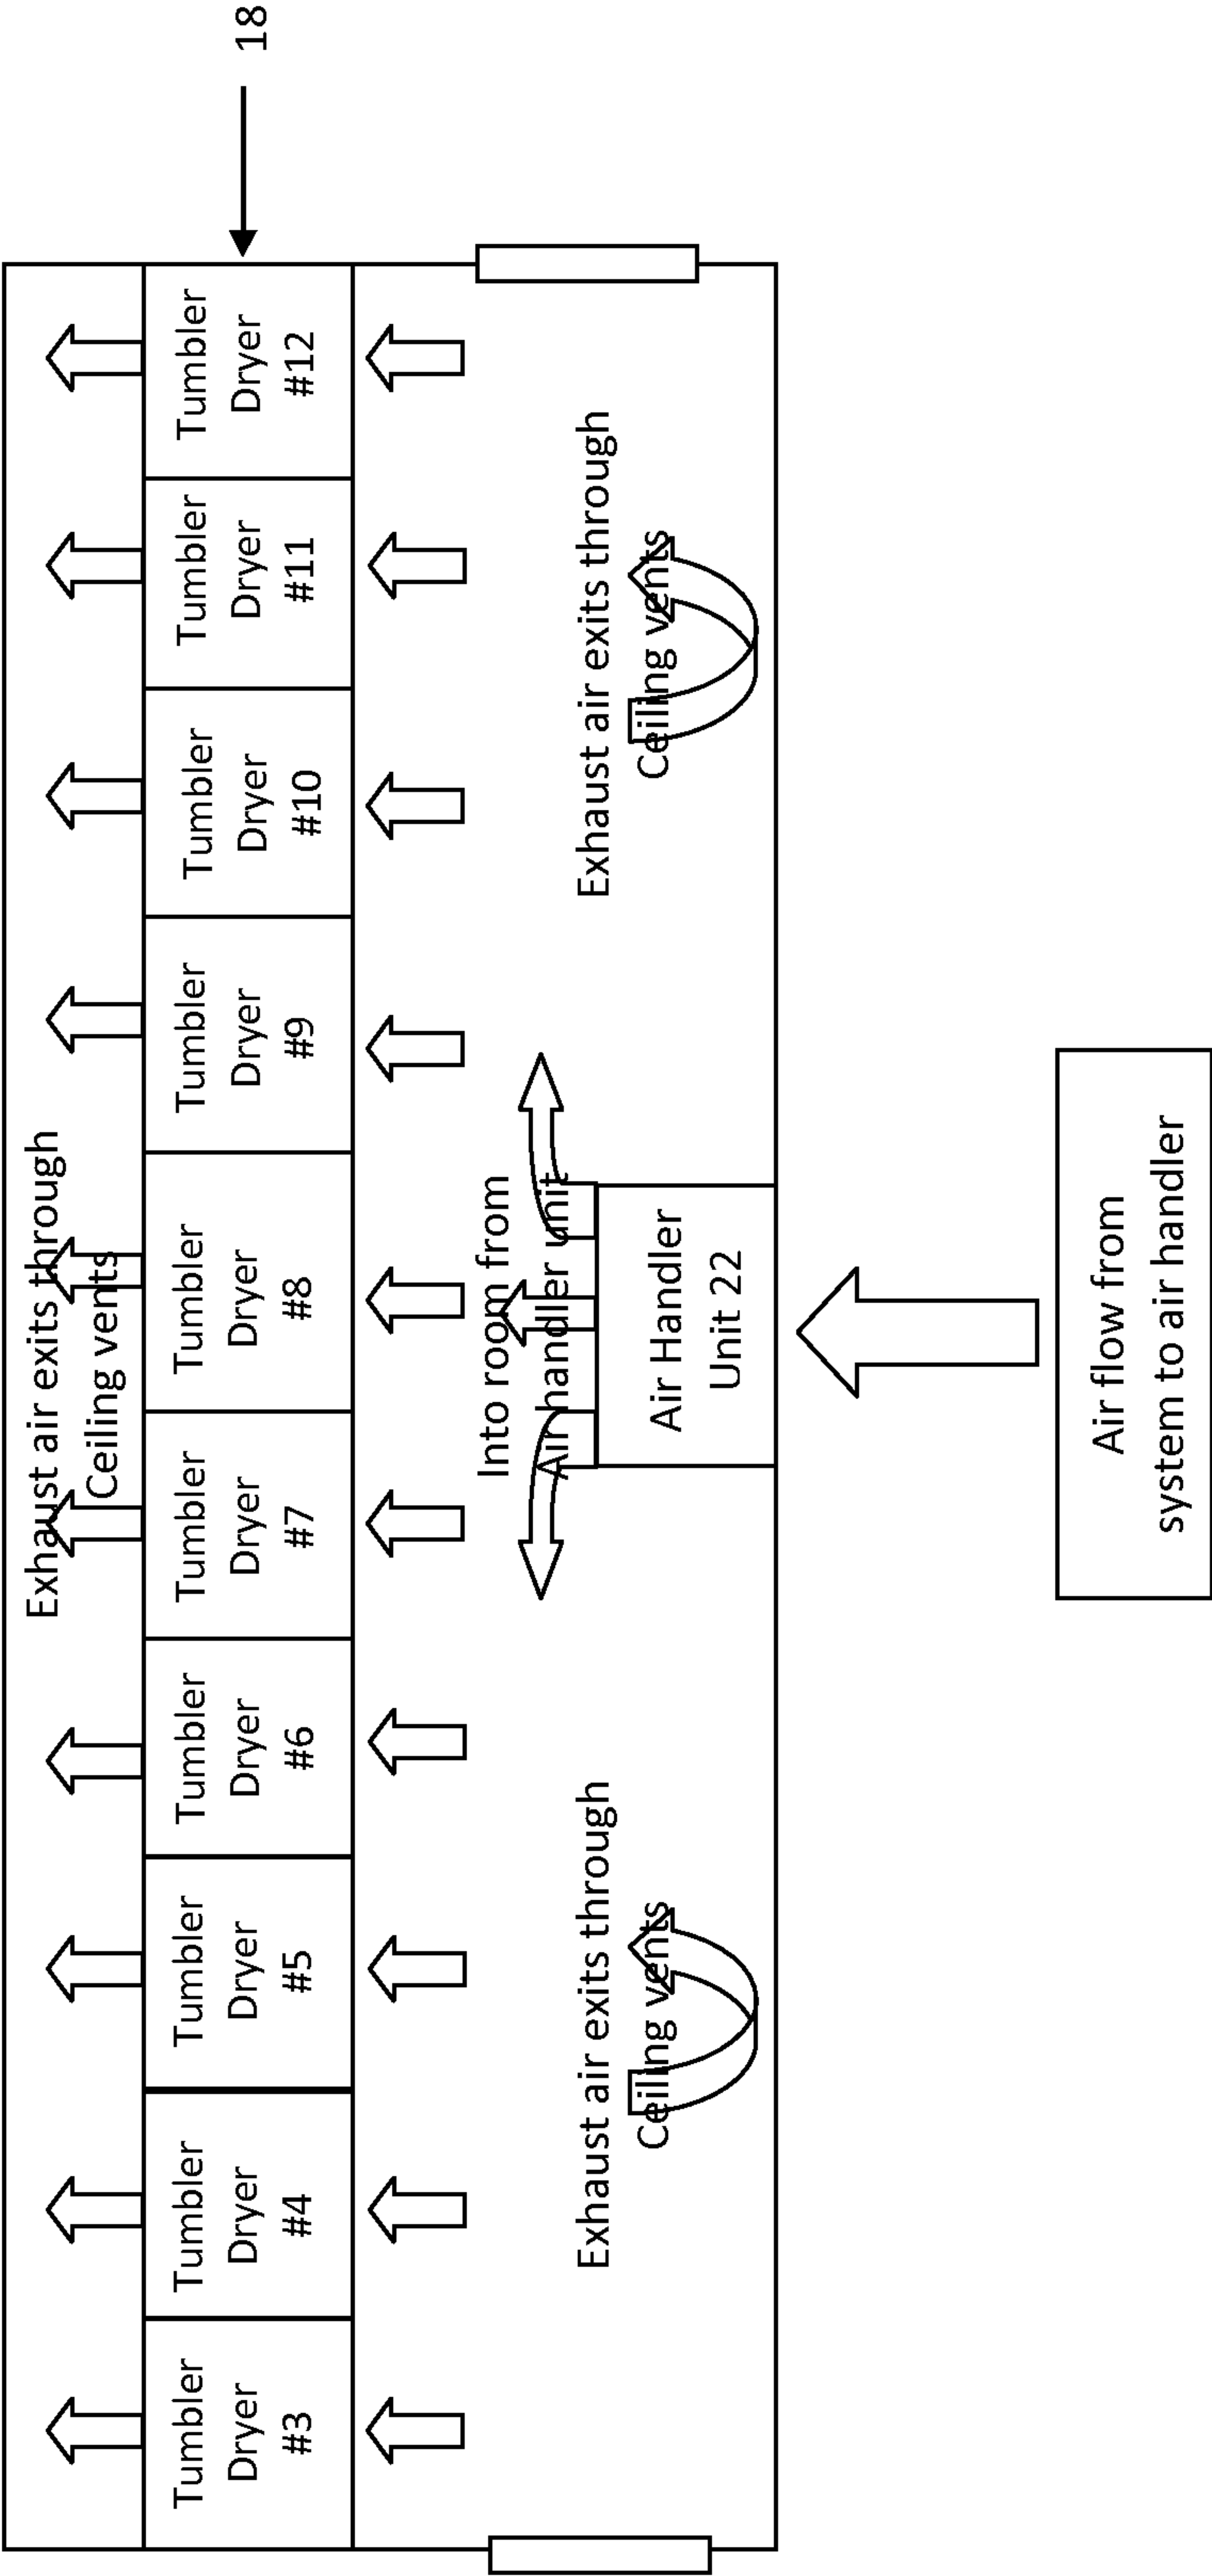 Exhaust air exits through
Ceiling vents
Tumbler
Dryer
#3
Tumbler
Dryer
#4
Tumbler
Dryer
#5
Tumbler
Dryer
#6
Tumbler
Dryer
#7
Tumbler
Dryer
#8
Tumbler
Dryer
#9
Tumbler
Dryer
#10
Tumbler
Dryer
#11
Tumbler
Dryer
#12
18
Into room from
Air handler unit
Exhaust air exits through
Ceiling vents
Exhaust air exits through
Ceiling vents
Air Handler
Unit 22
Air flow from
system to air handler